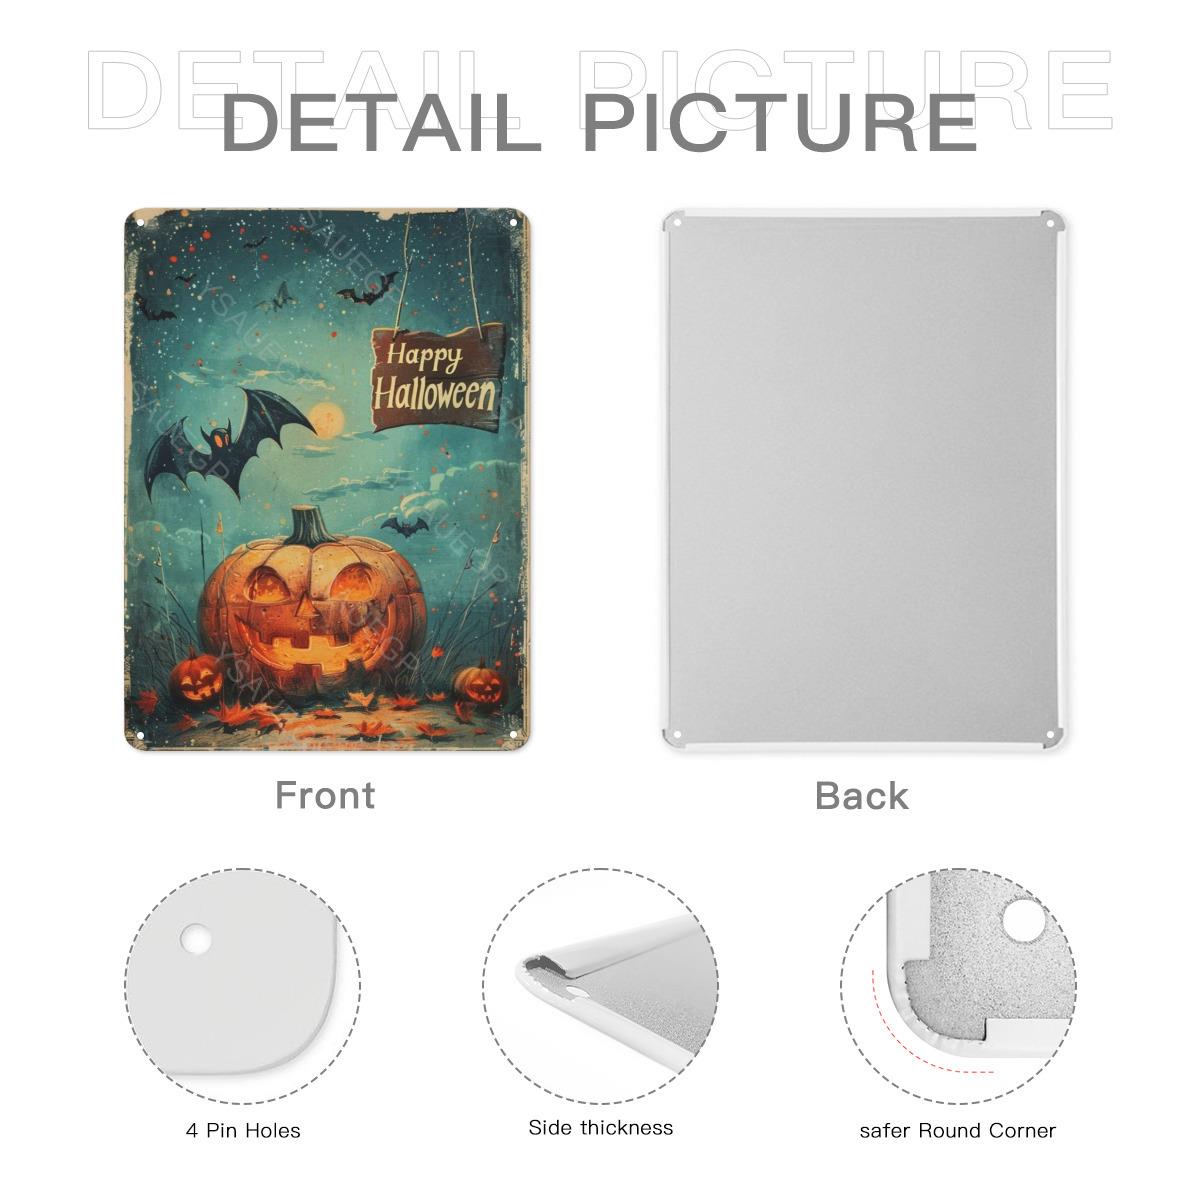 DETAIL PICTURE
DETAIL PICTURE
Happy
Halloween
Front
Back
4 Pin Holes
Side thickness
safer Round Corner